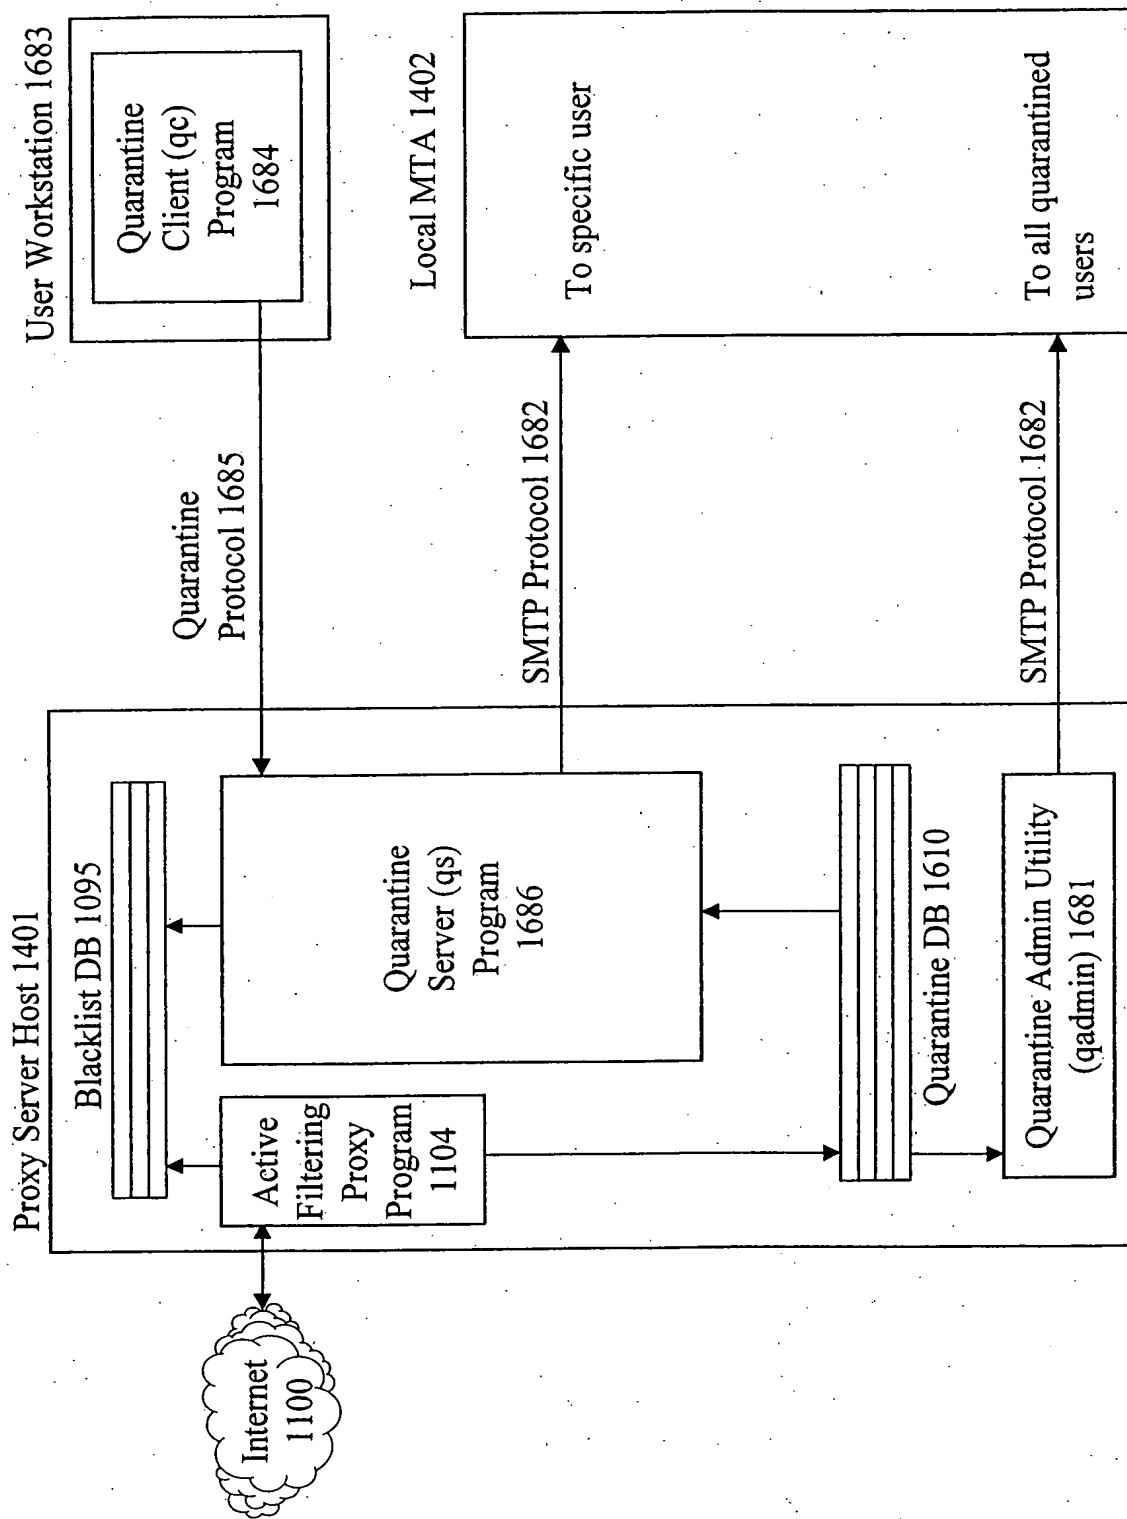 Proxy Server Host 1401
Blacklist DB 1095
Internet
1100
Active
Filtering
Proxy
Program
1104
Quarantine
Server (qs)
Program
1686
Quarantine DB 1610
Quarantine Admin Utility
(qadmin) 1681
Quarantine
Protocol 1685
SMTP Protocol 1682
SMTP Protocol 1682
User Workstation 1683
Quarantine
Client (qc)
Program
1684
Local MTA 1402
To specific user
To all quarantined
users